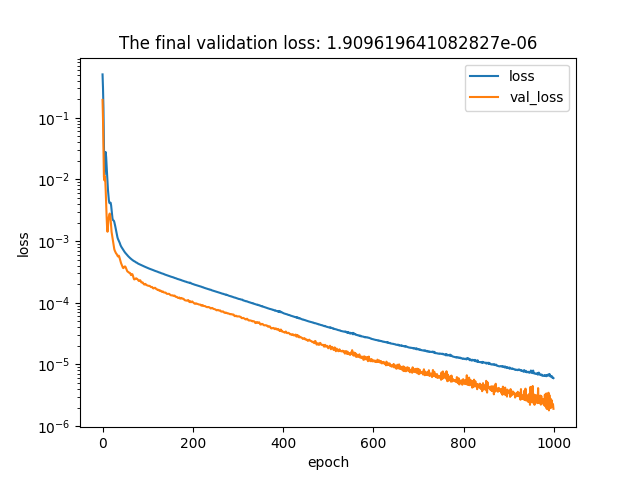 The final validation loss: 1.909619641082827e-06
loss
val_loss
10⁻¹
10⁻²
10⁻³
10⁻⁴
10⁻⁵
10⁻⁶
loss
0 200 400 600 800 1000
epoch